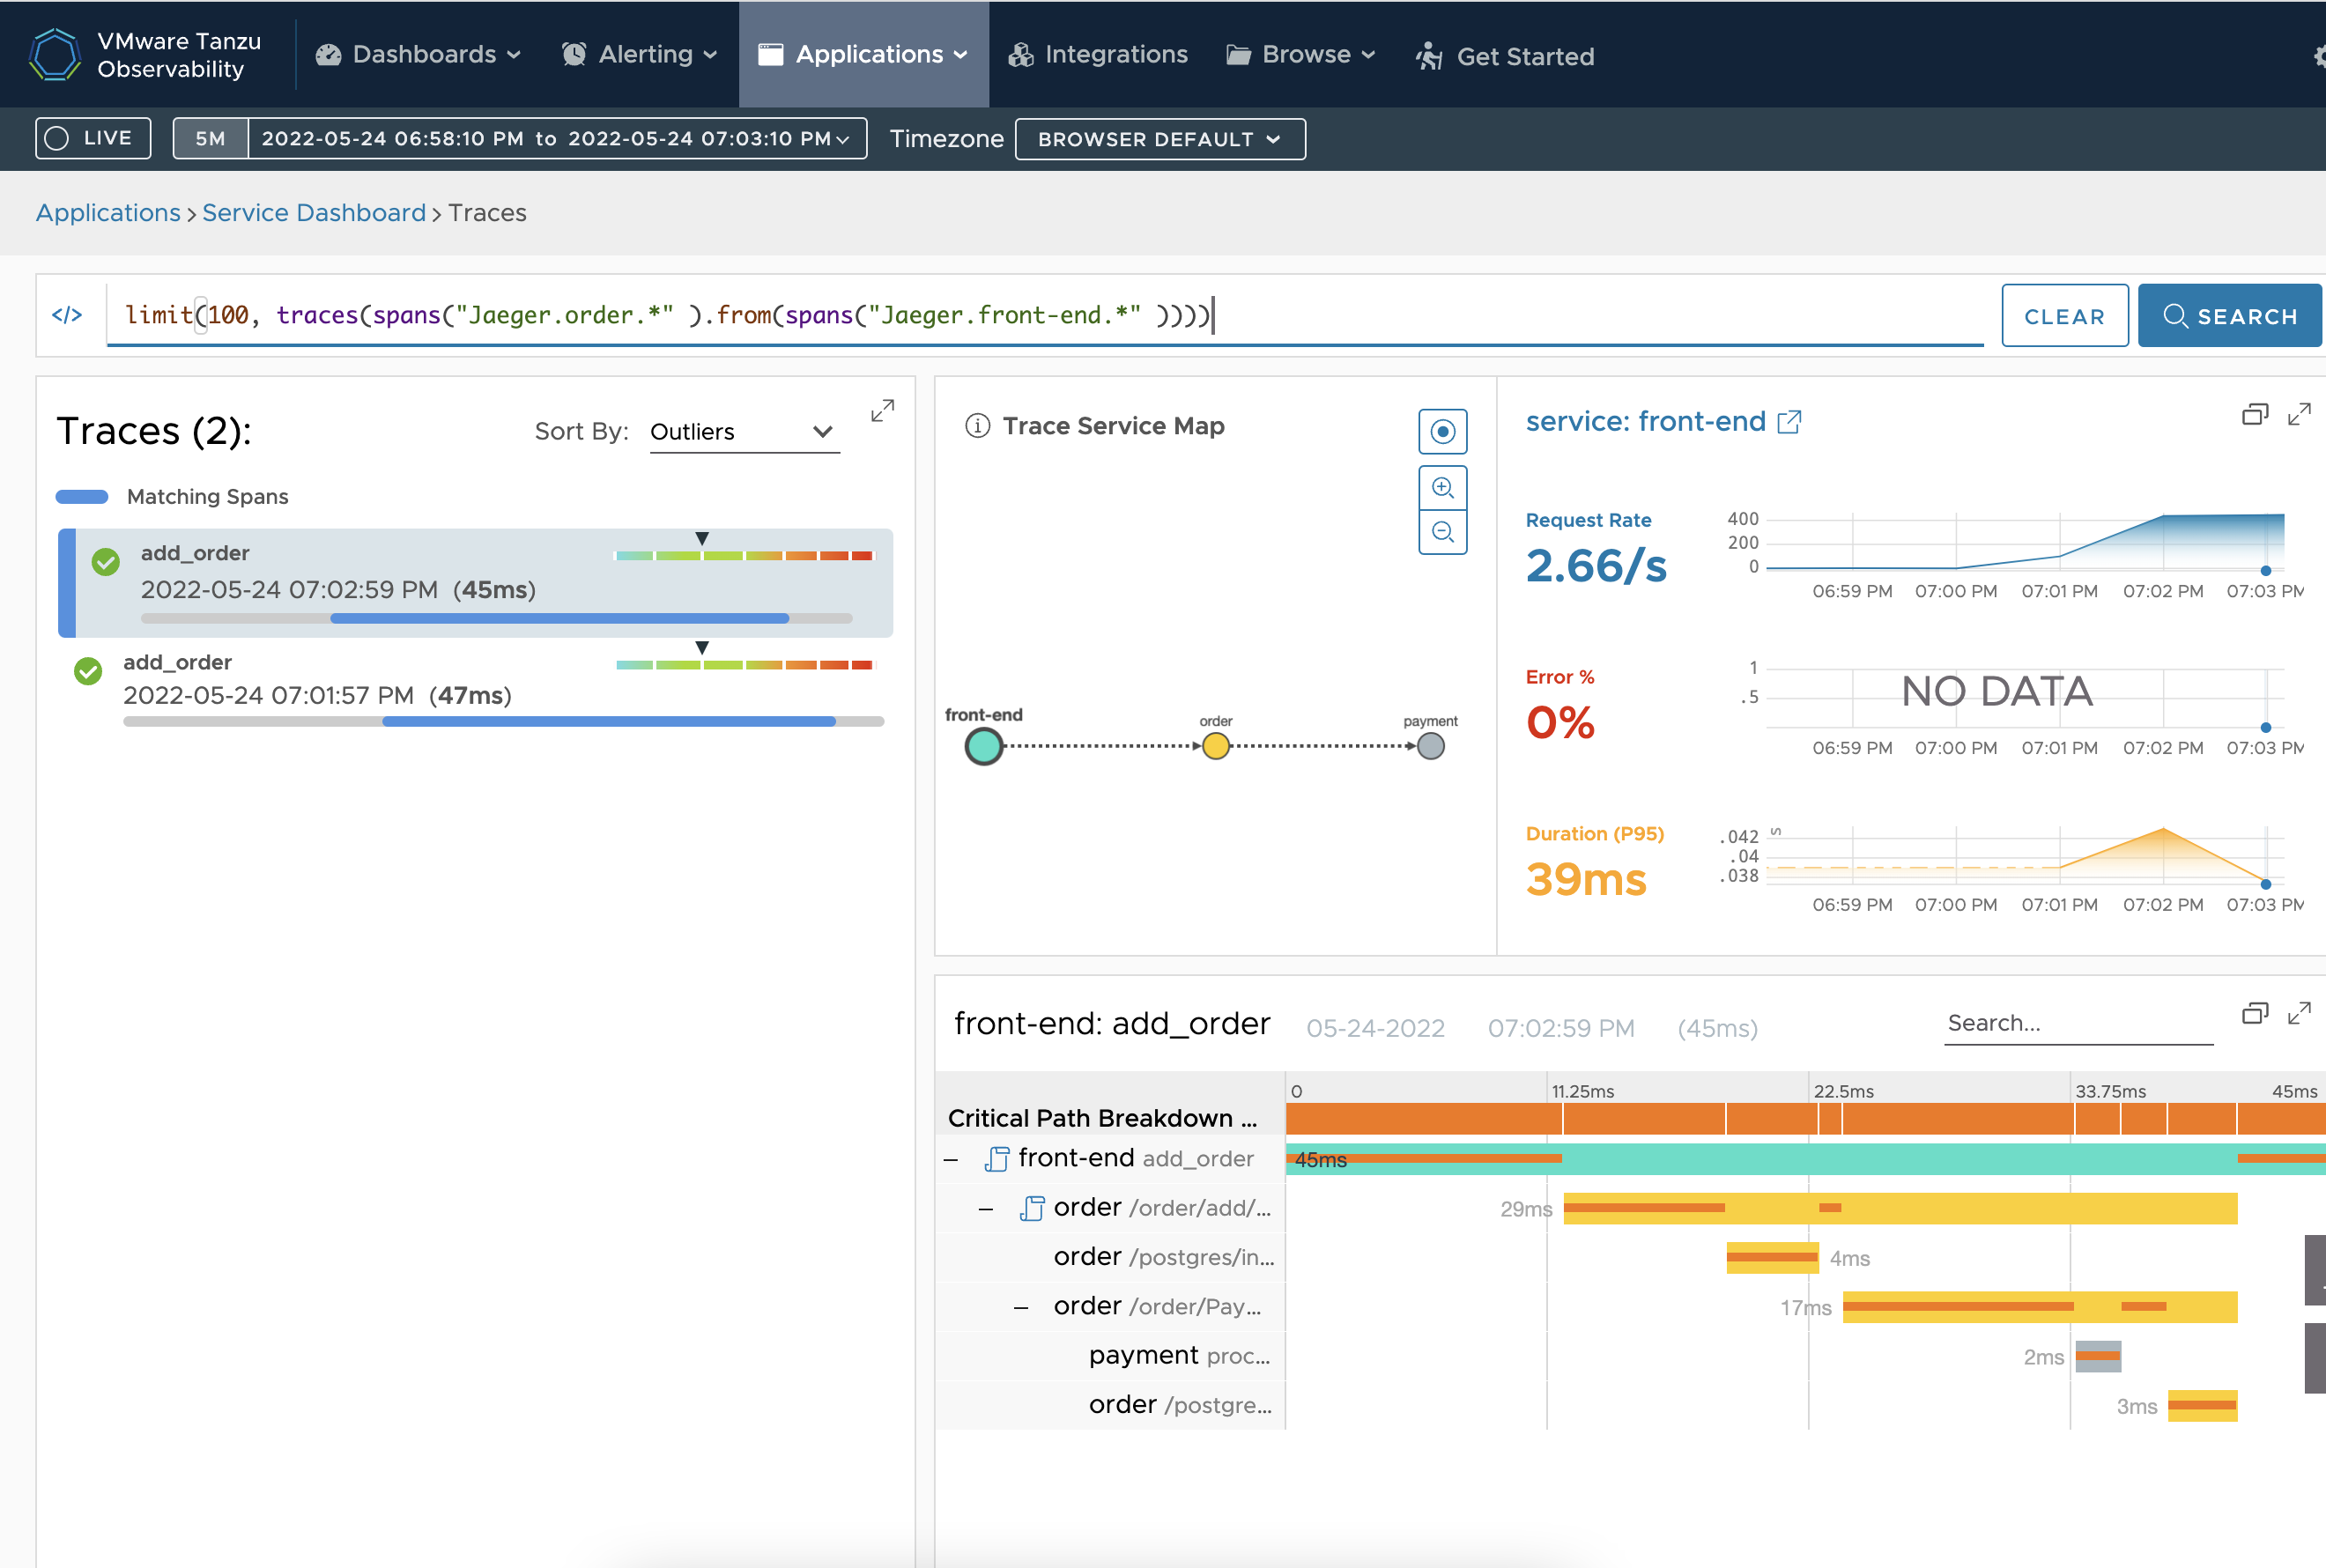 VMware Tanzu
Observability
Dashboards
Alerting
Applications
Integrations
Browse
Get Started
LIVE
5M
2022-05-24 06:58:10 PM to 2022-05-24 07:03:10 PM
Timezone
BROWSER DEFAULT
Applications > Service Dashboard > Traces
</>
limit(100, traces(spans("Jaeger.order.*" ).from(spans("Jaeger.front-end.*" ))))
CLEAR
SEARCH
Traces (2):
Sort By:
Outliers
Matching Spans
add_order
2022-05-24 07:02:59 PM (45ms)
add_order
2022-05-24 07:01:57 PM (47ms)
Trace Service Map
front-end
order
payment
service: front-end
Request Rate
2.66/s
400
200
0
06:59 PM 07:00 PM 07:01 PM 07:02 PM 07:03 PM
Error %
0%
1
.5
NO DATA
06:59 PM 07:00 PM 07:01 PM 07:02 PM 07:03 PM
Duration (P95)
39ms
.042
.04
.038
s
06:59 PM 07:00 PM 07:01 PM 07:02 PM 07:03 PM
front-end: add_order
05-24-2022 07:02:59 PM (45ms)
Search...
0 11.25ms 22.5ms 33.75ms 45ms
Critical Path Breakdown ...
front-end add_order 45ms
order /order/add/... 29ms
order /postgres/in... 4ms
order /order/Pay... 17ms
payment proc... 2ms
order /postgre... 3ms